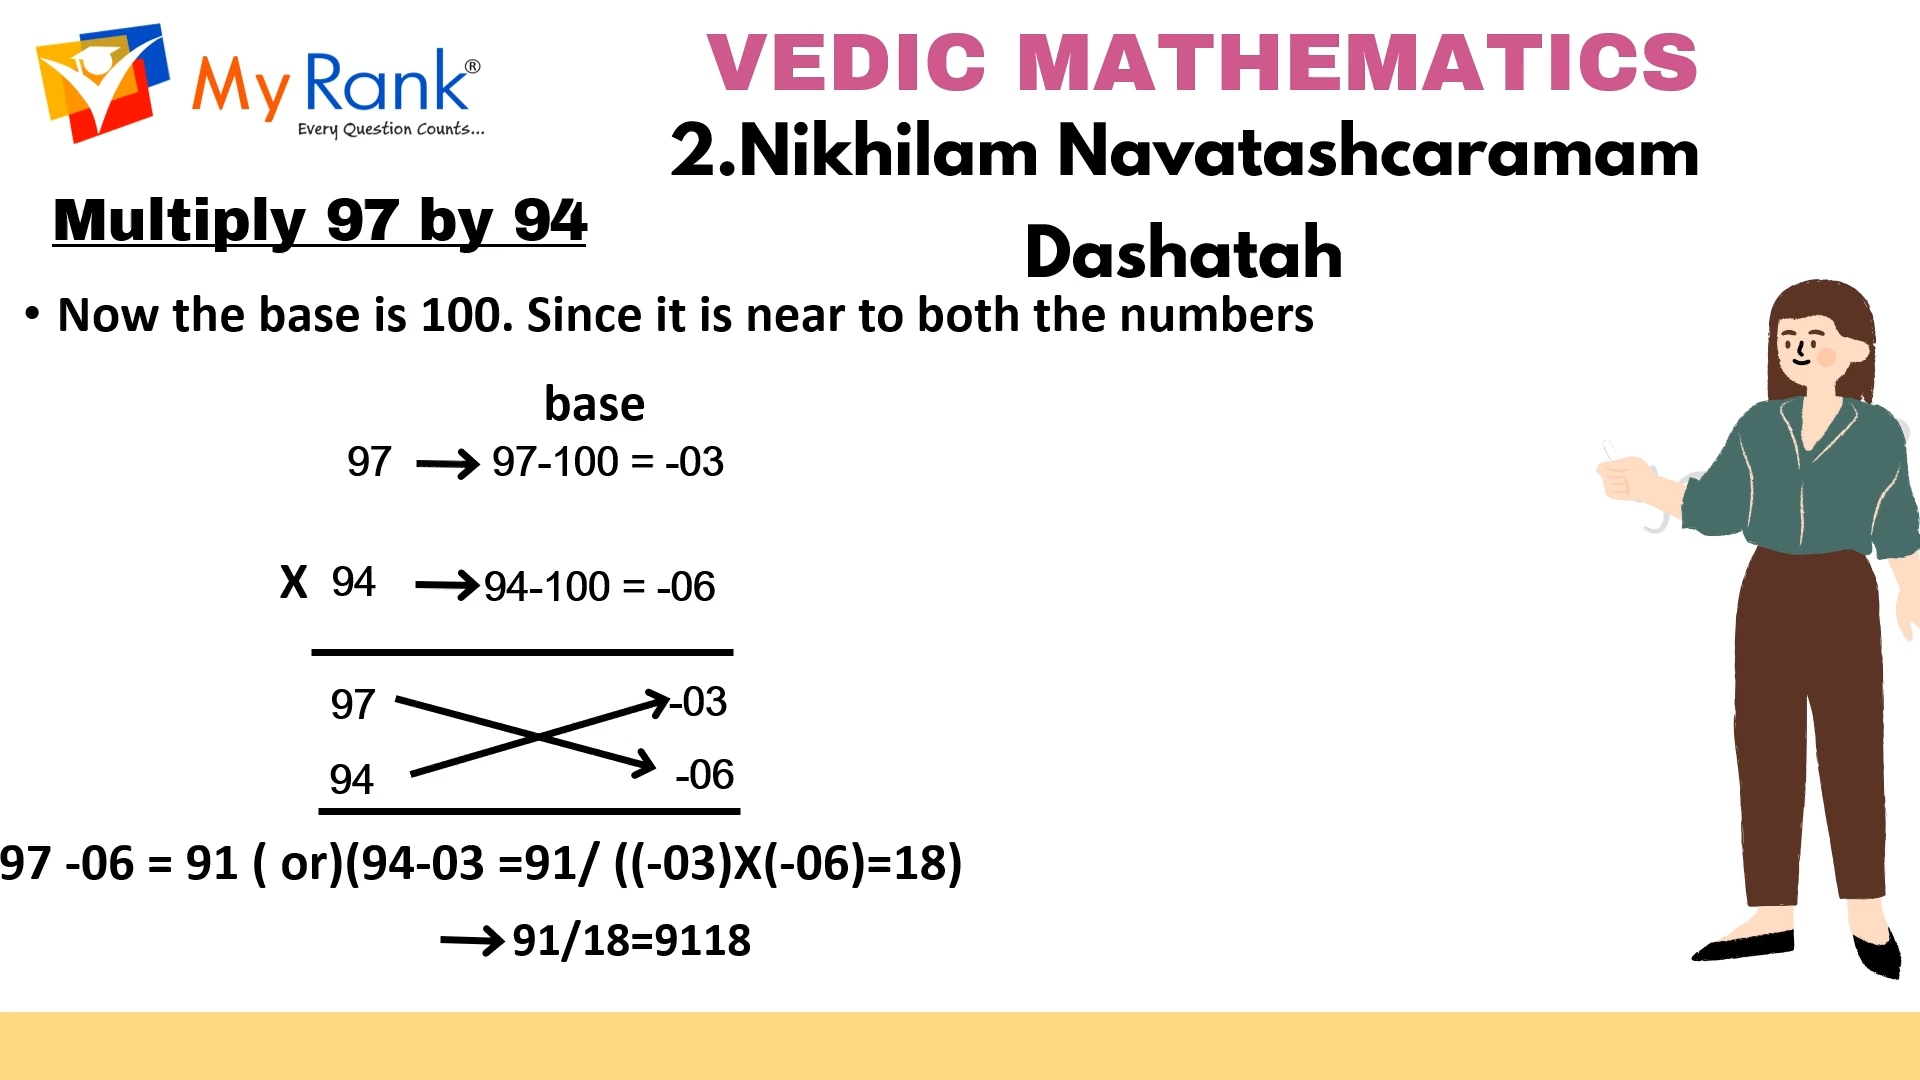 My Rank®
Every Question Counts...
VEDIC MATHEMATICS
2.Nikhilam Navatashcaramam
Dashatah
Multiply 97 by 94
• Now the base is 100. Since it is near to both the numbers
base
97 → 97-100 = -03
X 94 → 94-100 = -06
97 -03
94 -06
97 -06 = 91 ( or)(94-03 =91/ ((-03)X(-06)=18)
→ 91/18=9118